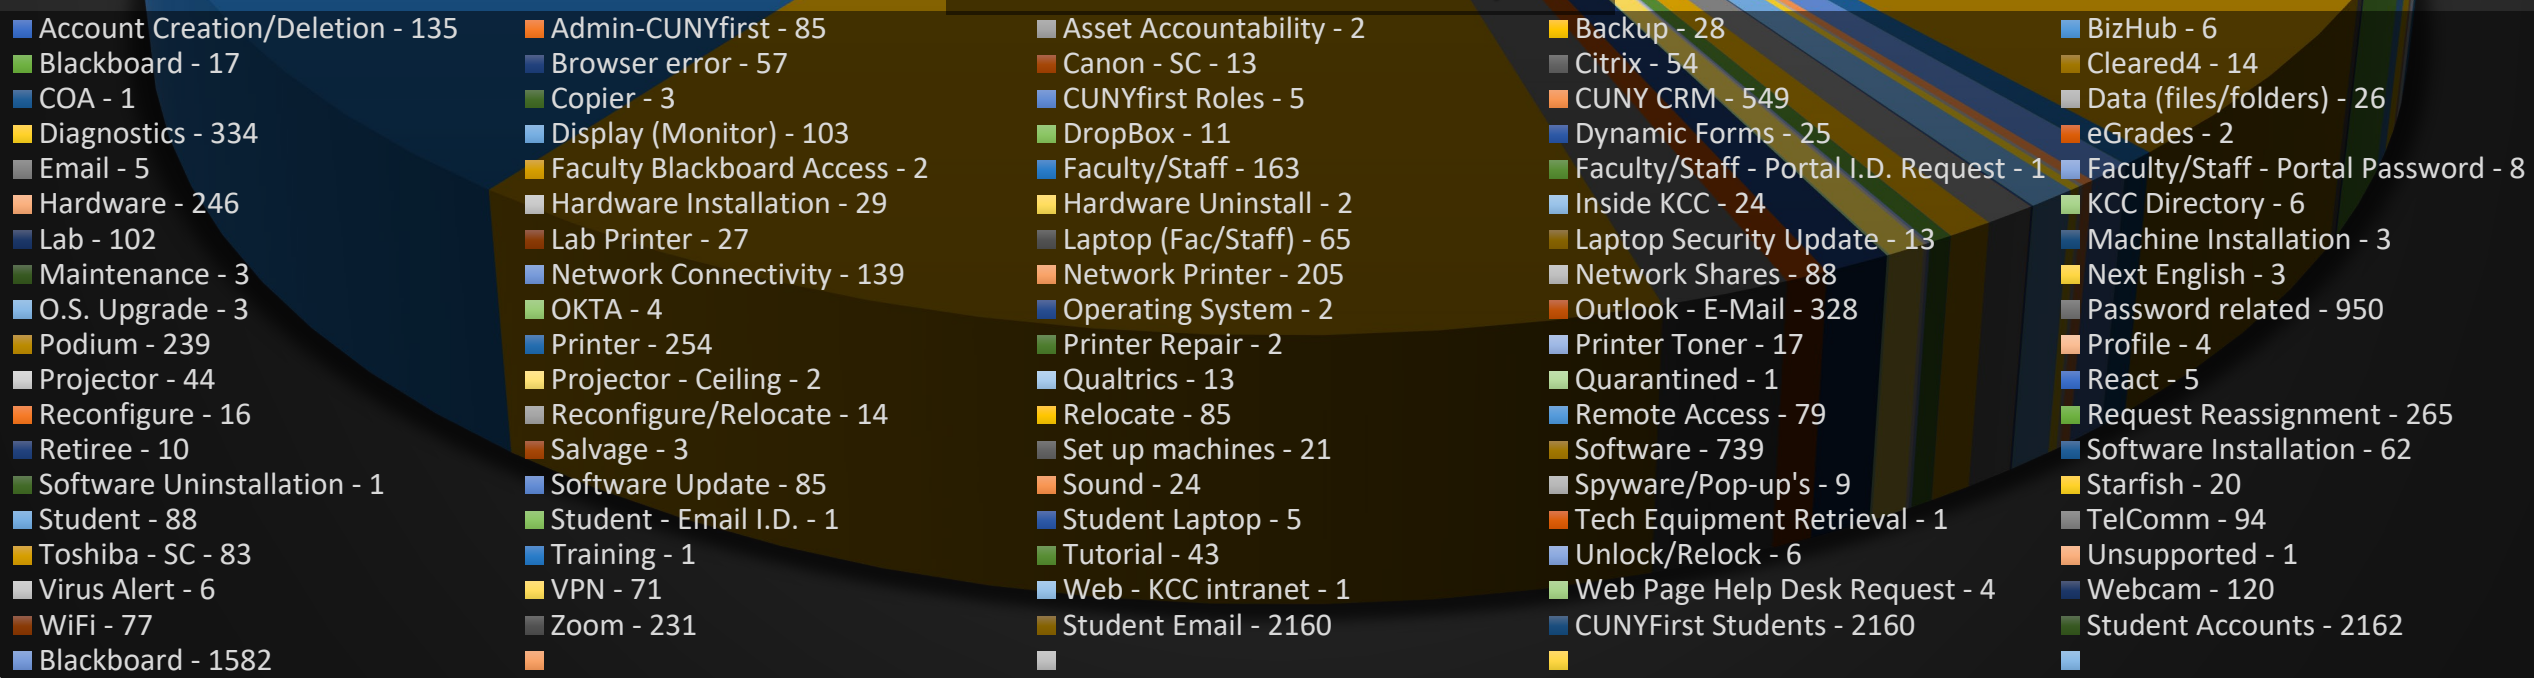 Account Creation/Deletion - 135
Admin-CUNYfirst - 85
Asset Accountability - 2
Backup - 28
BizHub - 6
Blackboard - 17
Browser error - 57
Canon - SC - 13
Citrix - 54
Cleared4 - 14
COA - 1
Copier - 3
CUNYfirst Roles - 5
CUNY CRM - 549
Data (files/folders) - 26
Diagnostics - 334
Display (Monitor) - 103
DropBox - 11
Dynamic Forms - 25
eGrades - 2
Email - 5
Faculty Blackboard Access - 2
Faculty/Staff - 163
Faculty/Staff - Portal I.D. Request - 1
Faculty/Staff - Portal Password - 8
Hardware - 246
Hardware Installation - 29
Hardware Uninstall - 2
Inside KCC - 24
KCC Directory - 6
Lab - 102
Lab Printer - 27
Laptop (Fac/Staff) - 65
Laptop Security Update - 13
Machine Installation - 3
Maintenance - 3
Network Connectivity - 139
Network Printer - 205
Network Shares - 88
Next English - 3
O.S. Upgrade - 3
OKTA - 4
Operating System - 2
Outlook - E-Mail - 328
Password related - 950
Podium - 239
Printer - 254
Printer Repair - 2
Printer Toner - 17
Profile - 4
Projector - 44
Projector - Ceiling - 2
Qualtrics - 13
Quarantined - 1
React - 5
Reconfigure - 16
Reconfigure/Relocate - 14
Relocate - 85
Remote Access - 79
Request Reassignment - 265
Retiree - 10
Salvage - 3
Set up machines - 21
Software - 739
Software Installation - 62
Software Uninstallation - 1
Software Update - 85
Sound - 24
Spyware/Pop-up's - 9
Starfish - 20
Student - 88
Student - Email I.D. - 1
Student Laptop - 5
Tech Equipment Retrieval - 1
TelComm - 94
Toshiba - SC - 83
Training - 1
Tutorial - 43
Unlock/Relock - 6
Unsupported - 1
Virus Alert - 6
VPN - 71
Web - KCC intranet - 1
Web Page Help Desk Request - 4
Webcam - 120
WiFi - 77
Zoom - 231
Student Email - 2160
CUNYFirst Students - 2160
Student Accounts - 2162
Blackboard - 1582